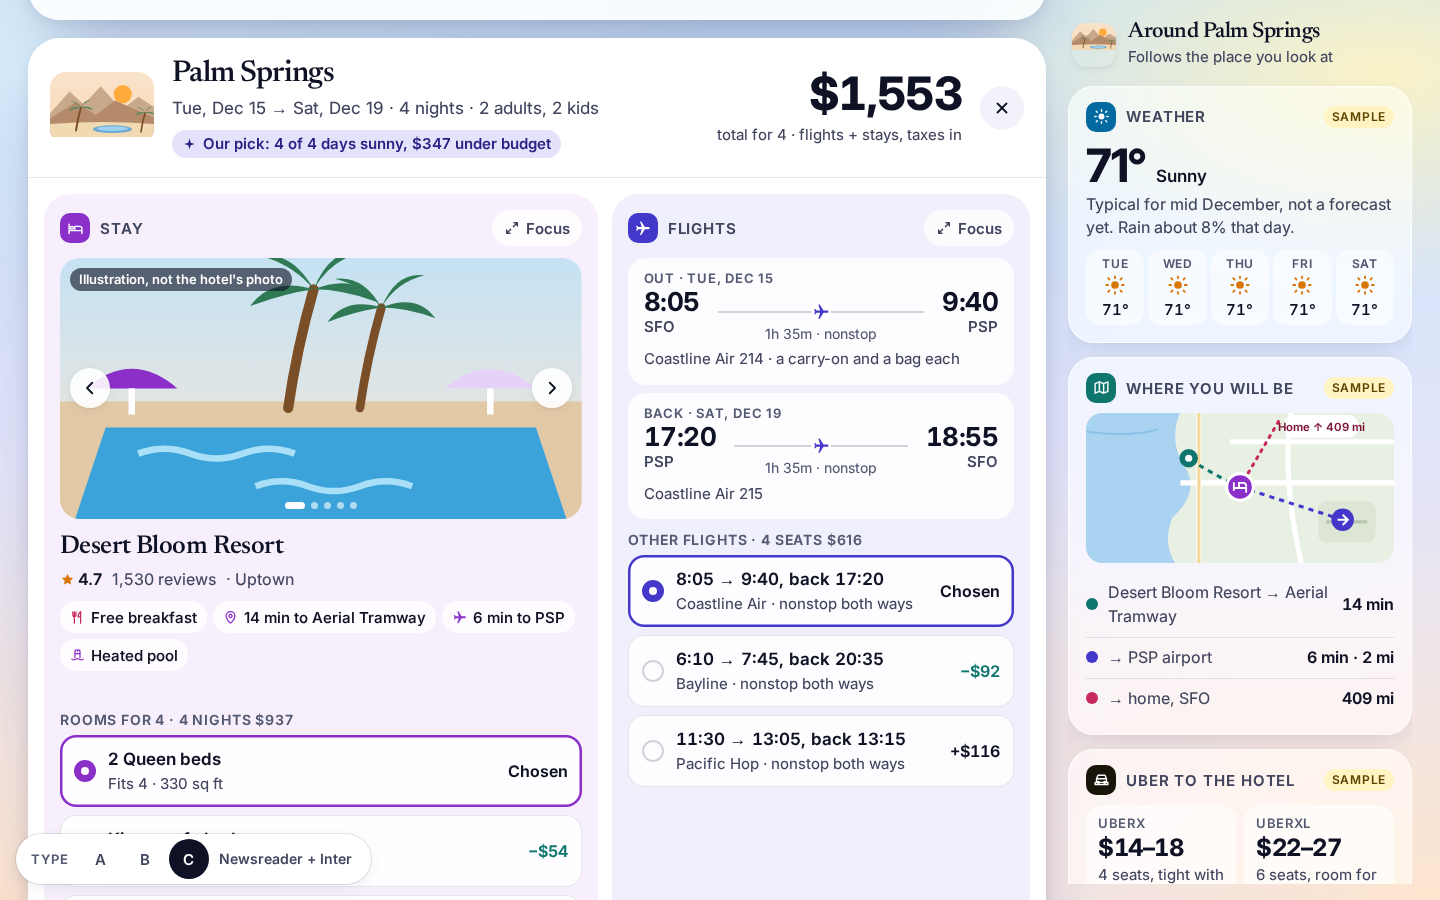 Palm Springs
Tue, Dec 15 → Sat, Dec 19 · 4 nights · 2 adults, 2 kids
Our pick: 4 of 4 days sunny, $347 under budget
$1,553
total for 4 · flights + stays, taxes in
STAY
Focus
Illustration, not the hotel's photo
Desert Bloom Resort
4.7 1,530 reviews · Uptown
Free breakfast
14 min to Aerial Tramway
6 min to PSP
Heated pool
ROOMS FOR 4 · 4 NIGHTS $937
2 Queen beds
Fits 4 · 330 sq ft
Chosen
−$54
TYPE A B C Newsreader + Inter
FLIGHTS
Focus
OUT · TUE, DEC 15
8:05 9:40
SFO PSP
1h 35m · nonstop
Coastline Air 214 · a carry-on and a bag each
BACK · SAT, DEC 19
17:20 18:55
PSP SFO
1h 35m · nonstop
Coastline Air 215
OTHER FLIGHTS · 4 SEATS $616
8:05 → 9:40, back 17:20
Coastline Air · nonstop both ways
Chosen
6:10 → 7:45, back 20:35
Bayline · nonstop both ways
−$92
11:30 → 13:05, back 13:15
Pacific Hop · nonstop both ways
+$116
Around Palm Springs
Follows the place you look at
WEATHER
SAMPLE
71° Sunny
Typical for mid December, not a forecast
yet. Rain about 8% that day.
TUE WED THU FRI SAT
71° 71° 71° 71° 71°
WHERE YOU WILL BE
SAMPLE
Home ↑ 409 mi
Desert Bloom Resort → Aerial
Tramway
14 min
→ PSP airport
6 min · 2 mi
→ home, SFO
409 mi
UBER TO THE HOTEL
SAMPLE
UBERX
$14–18
4 seats, tight with
UBERXL
$22–27
6 seats, room for